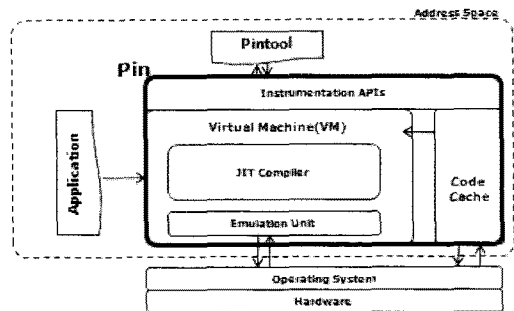 Address Space
Pintool
Pin
Instrumentation APIs
Virtual Machine(VM)
Application
JIT Compiler
Code
Cache
Emulation Unit
Operating System
Hardware